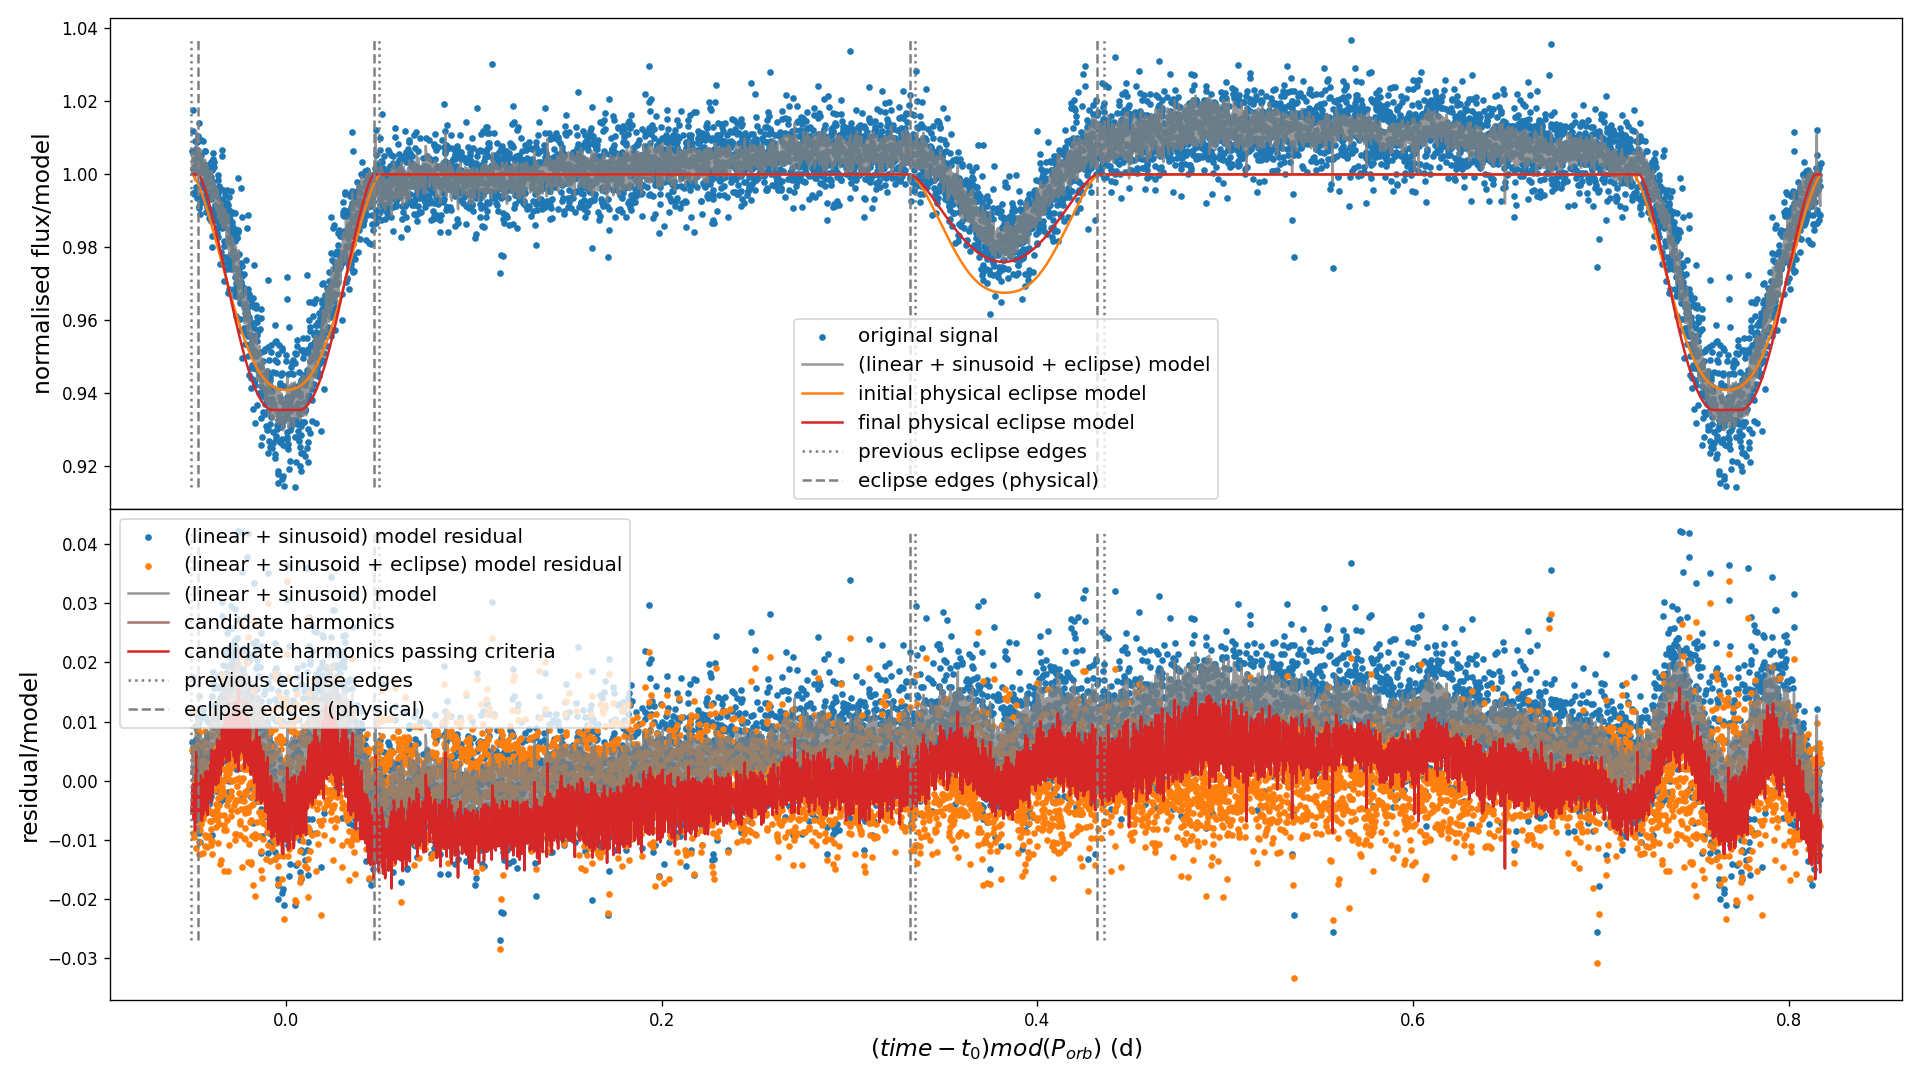 normalised flux/model
1.04
1.02
1.00
0.98
0.96
0.94
0.92
original signal
(linear + sinusoid + eclipse) model
initial physical eclipse model
final physical eclipse model
previous eclipse edges
eclipse edges (physical)
residual/model
0.04
0.03
0.02
0.01
0.00
−0.01
−0.02
−0.03
(linear + sinusoid) model residual
(linear + sinusoid + eclipse) model residual
(linear + sinusoid) model
candidate harmonics
candidate harmonics passing criteria
previous eclipse edges
eclipse edges (physical)
0.0 0.2 0.4 0.6 0.8
(time − t₀)mod(P_orb) (d)